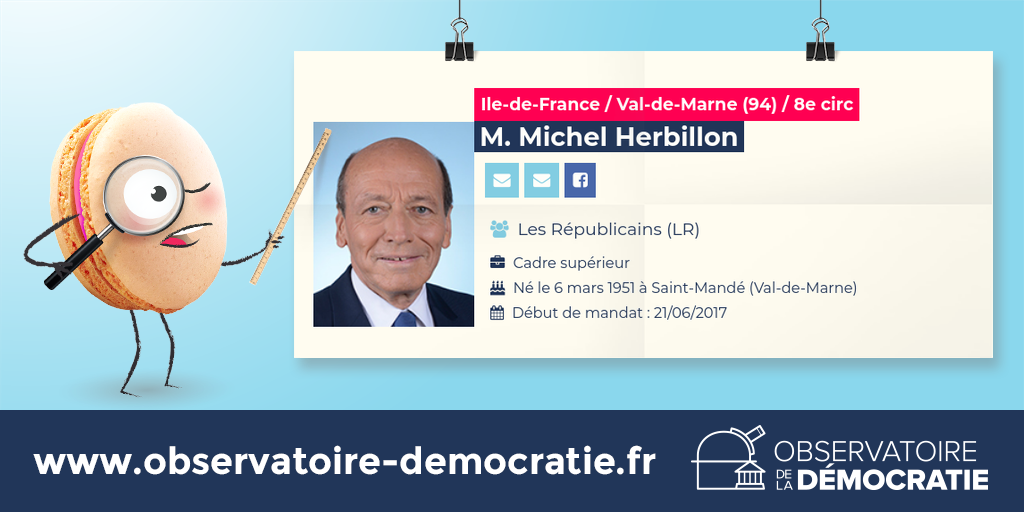 Ile-de-France / Val-de-Marne (94) / 8e circ
M. Michel Herbillon
Les Républicains (LR)
Cadre supérieur
Né le 6 mars 1951 à Saint-Mandé (Val-de-Marne)
Début de mandat : 21/06/2017
www.observatoire-democratie.fr
OBSERVATOIRE
DE LA DÉMOCRATIE